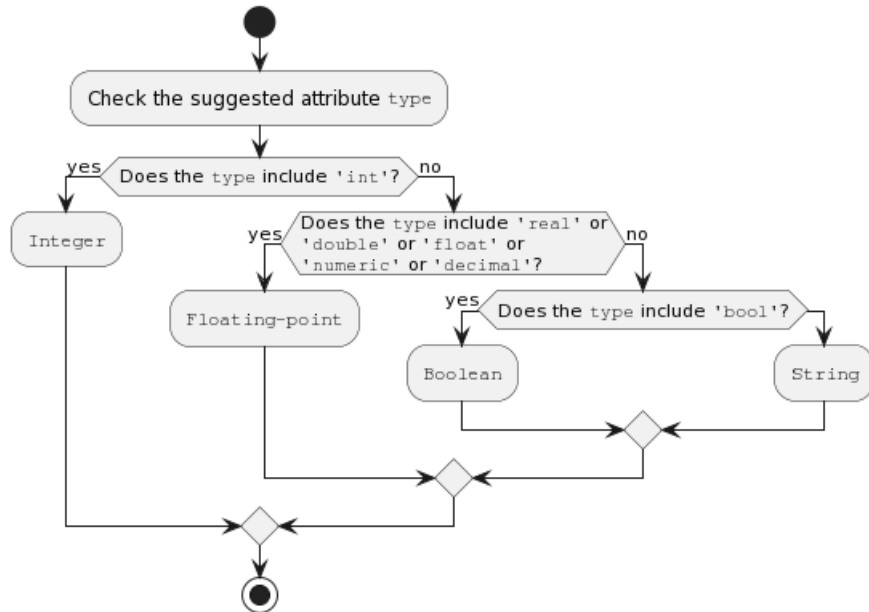 Check the suggested attribute type
yes
Does the type include 'int'?
no
Integer
yes
Does the type include 'real' or
'double' or 'float' or
'numeric' or 'decimal'?
no
Floating-point
yes
Does the type include 'bool'?
Boolean
String